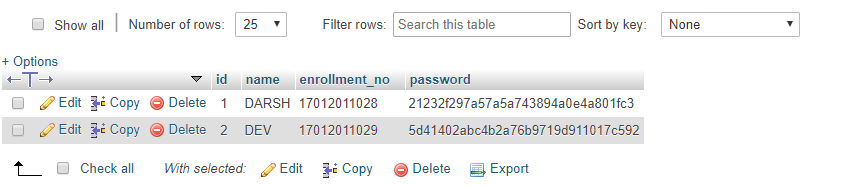 Show all Number of rows: 25 Filter rows: Search this table Sort by key: None
+ Options
←T→ id name enrollment_no password
Edit Copy Delete 1 DARSH 17012011028 21232f297a57a5a743894a0e4a801fc3
Edit Copy Delete 2 DEV 17012011029 5d41402abc4b2a76b9719d911017c592
Check all With selected: Edit Copy Delete Export